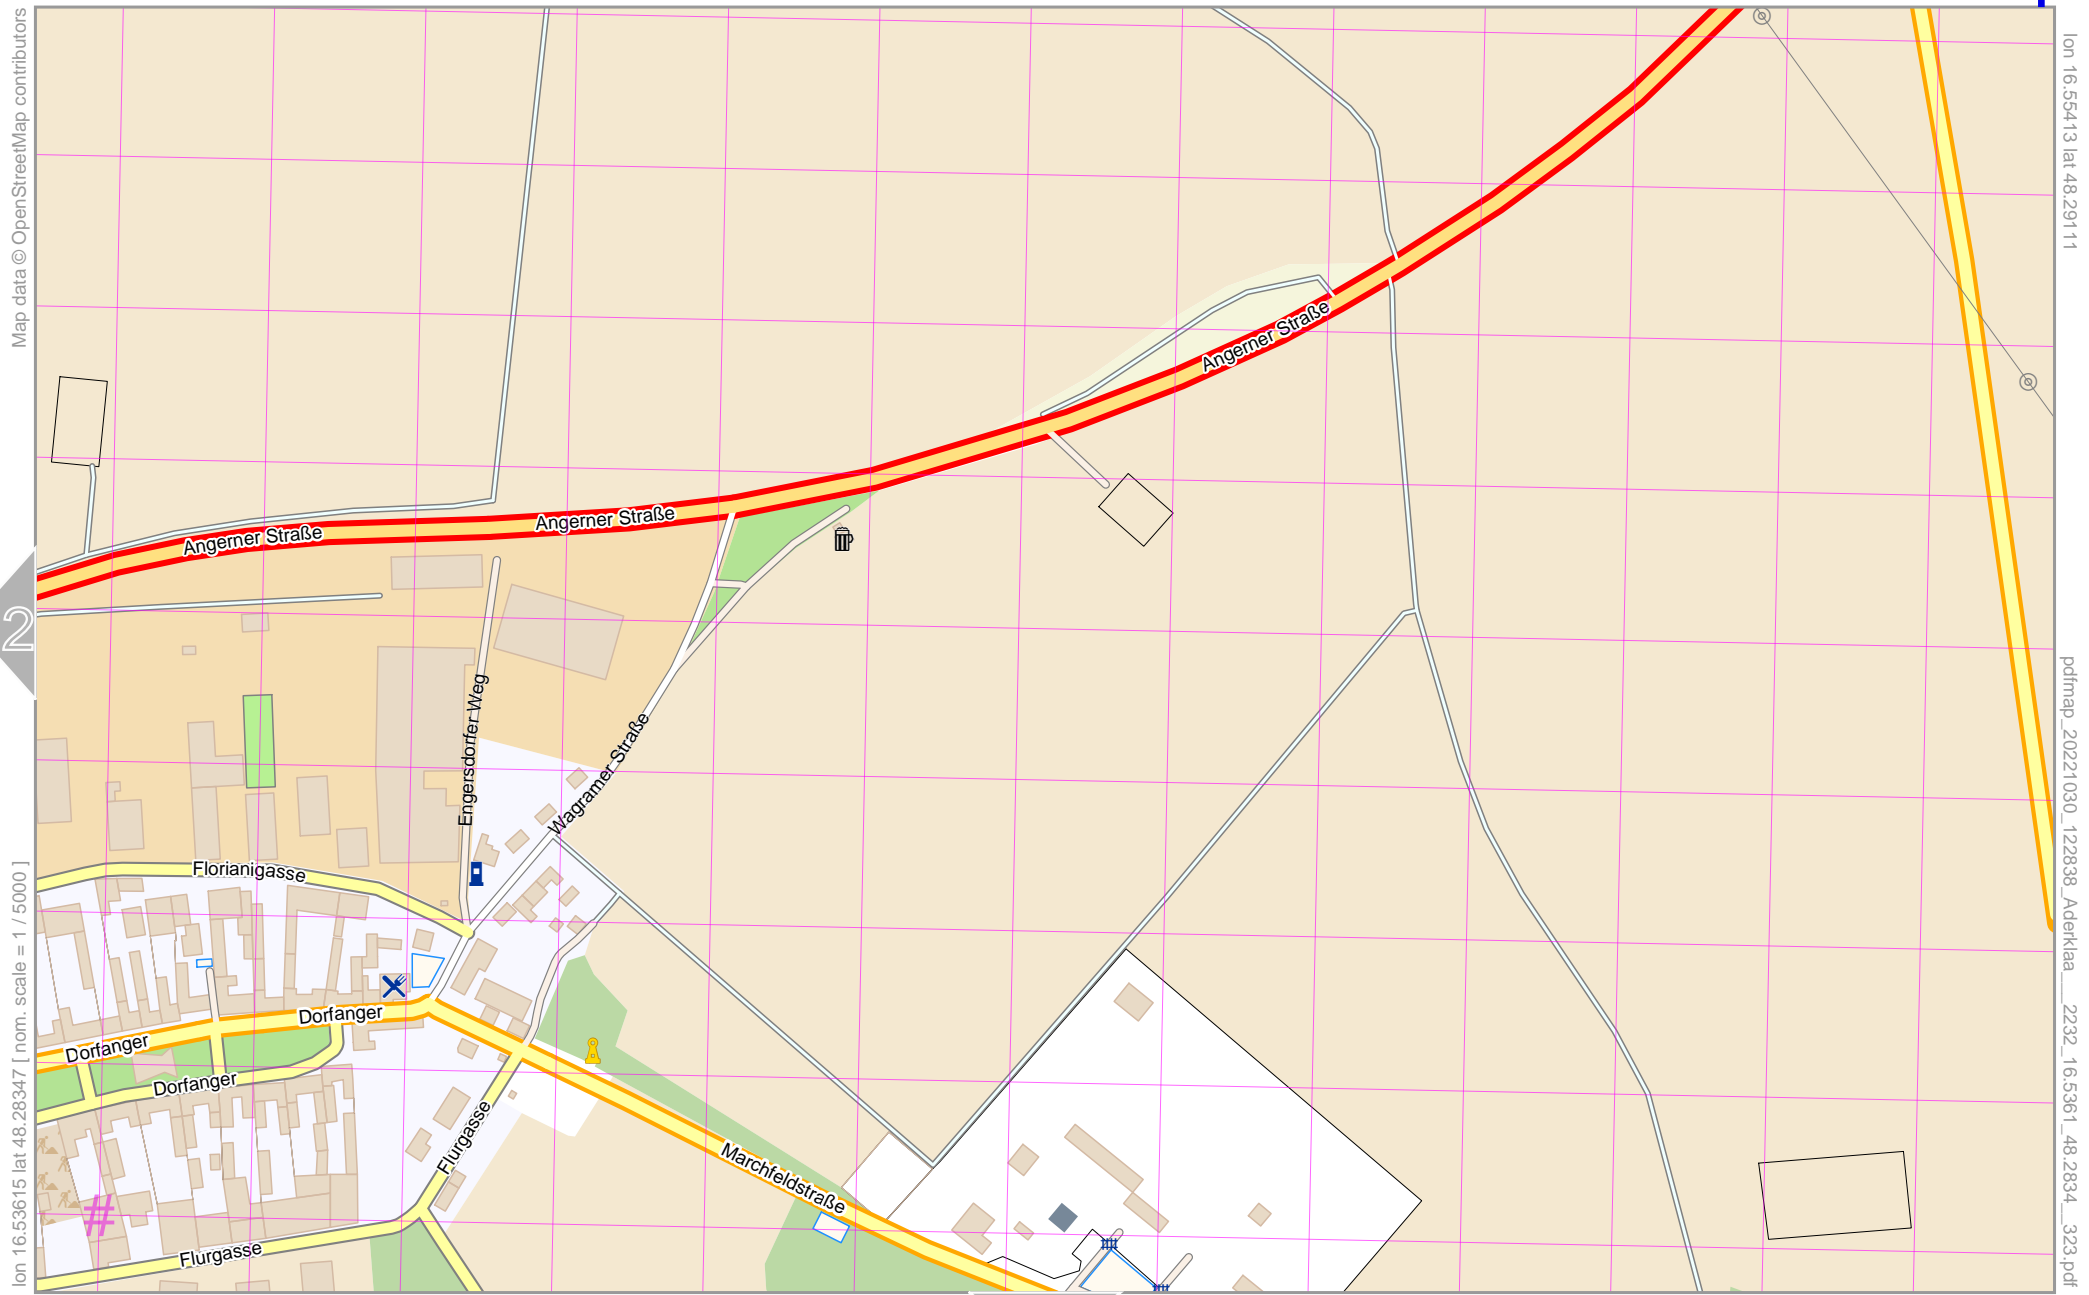 Map data © OpenStreetMap contributors
lon 16.55413 lat 48.29111
Angerner Straße
Angerner Straße
Angerner Straße
2
Engersdorfer Weg
Wagramer Straße
Florianigasse
Dorfanger
Dorfanger
Dorfanger
Flurgasse
Marchfeldstraße
#
Flurgasse
lon 16.53615 lat 48.28347 [ nom. scale = 1 / 5000 ]
pdfmap_20221030_122838_Aderklaa___2232_16.5361_48.2834__323.pdf